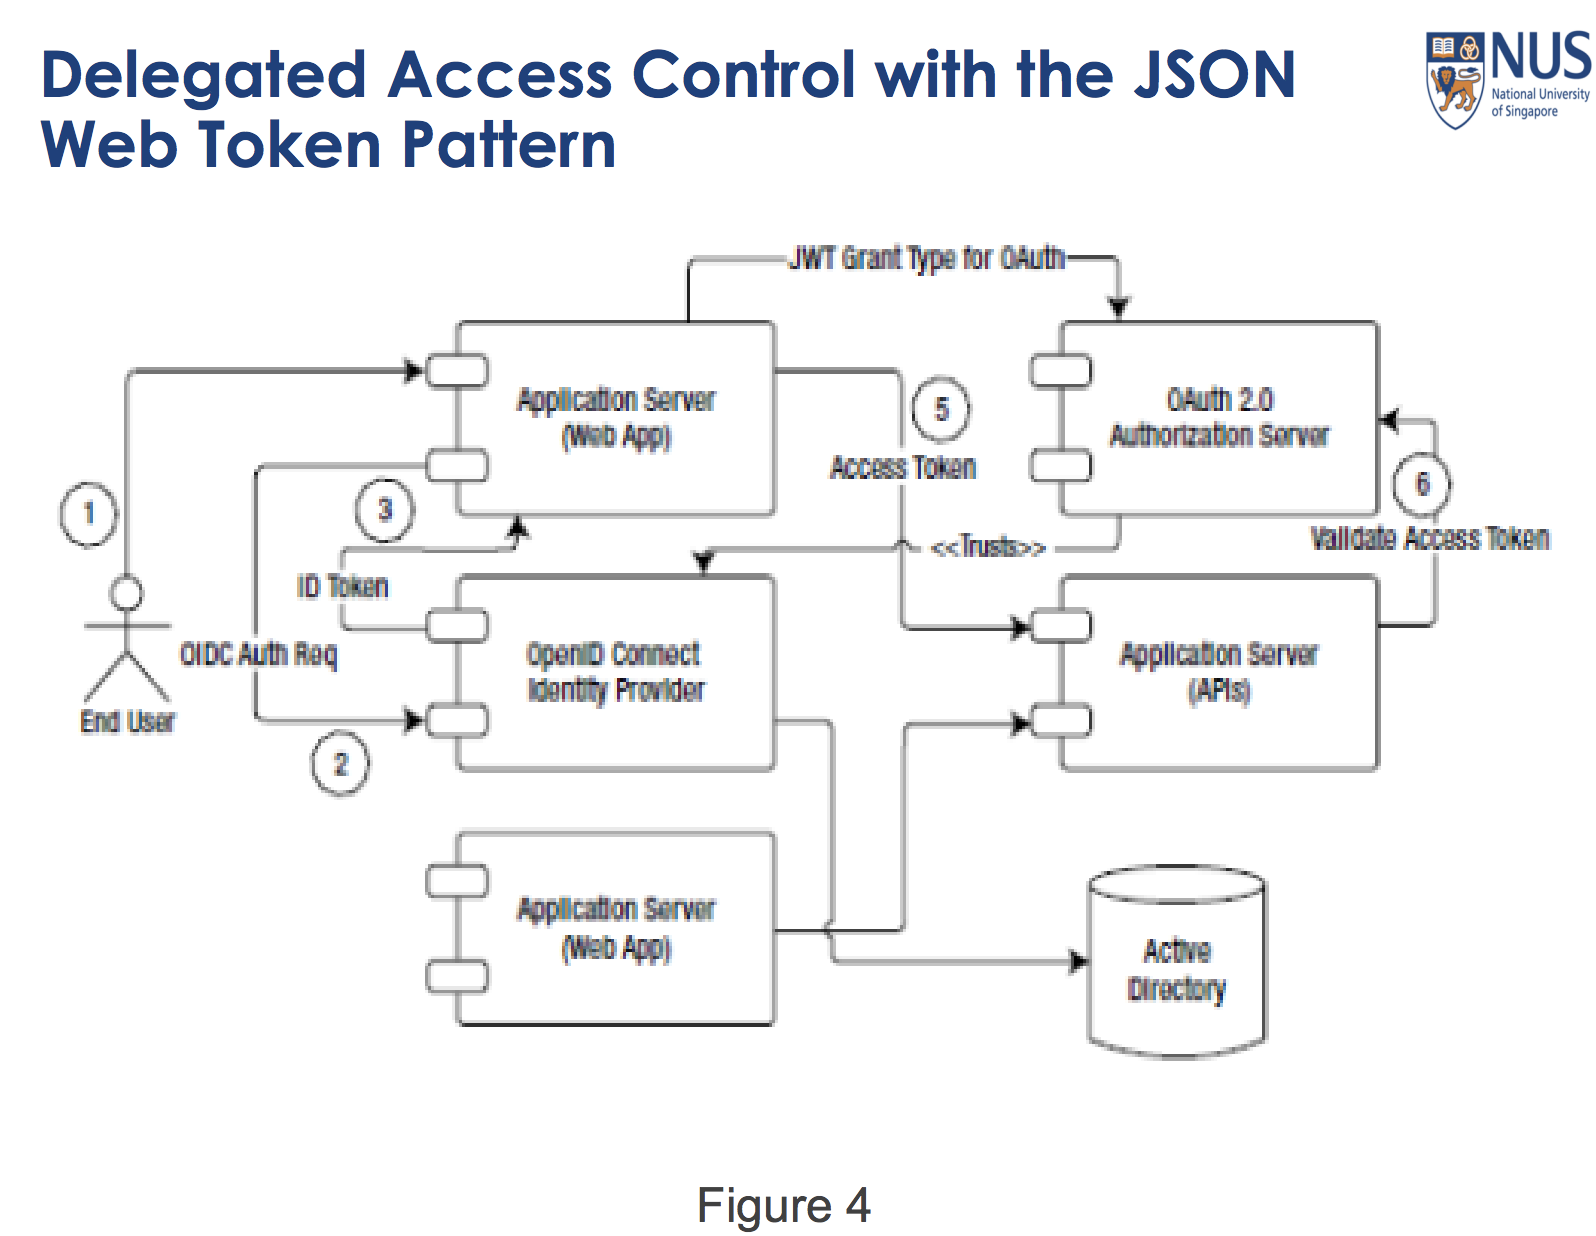 Delegated Access Control with the JSON
Web Token Pattern
NUS
National University
of Singapore
JWT Grant Type for OAuth
Application Server
(Web App)
5
Access Token
OAuth 2.0
Authorization Server
6
Validate Access Token
1
3
ID Token
<<Trusts>>
End User
OIDC Auth Req
2
OpenID Connect
Identity Provider
Application Server
(APIs)
Application Server
(Web App)
Active
Directory
Figure 4